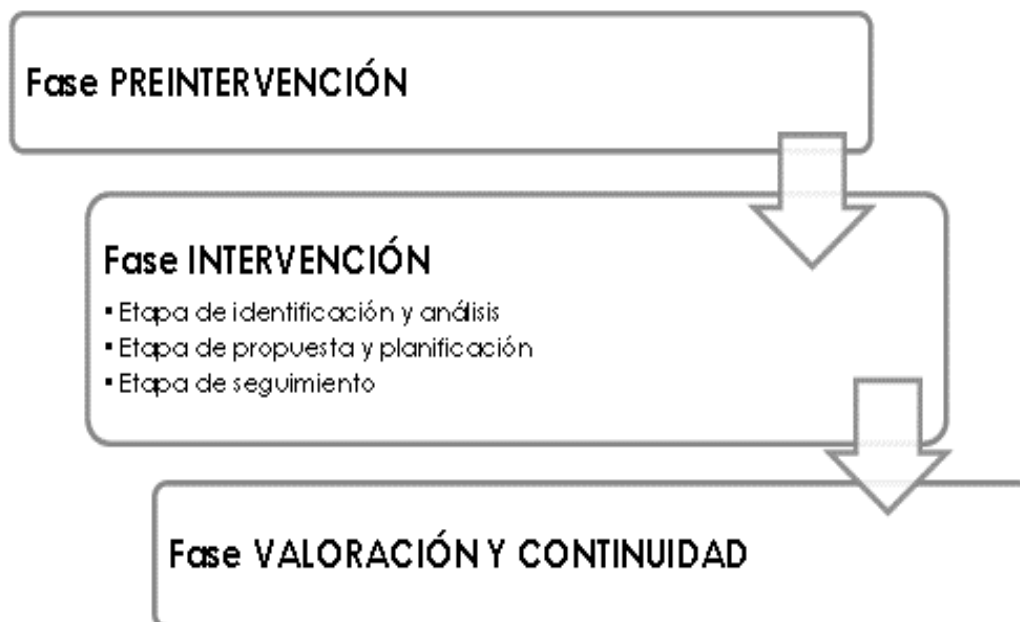 Fase PREINTERVENCIÓN
Fase INTERVENCIÓN
▪ Etapa de identificación y análisis
▪ Etapa de propuesta y planificación
▪ Etapa de seguimiento
Fase VALORACIÓN Y CONTINUIDAD